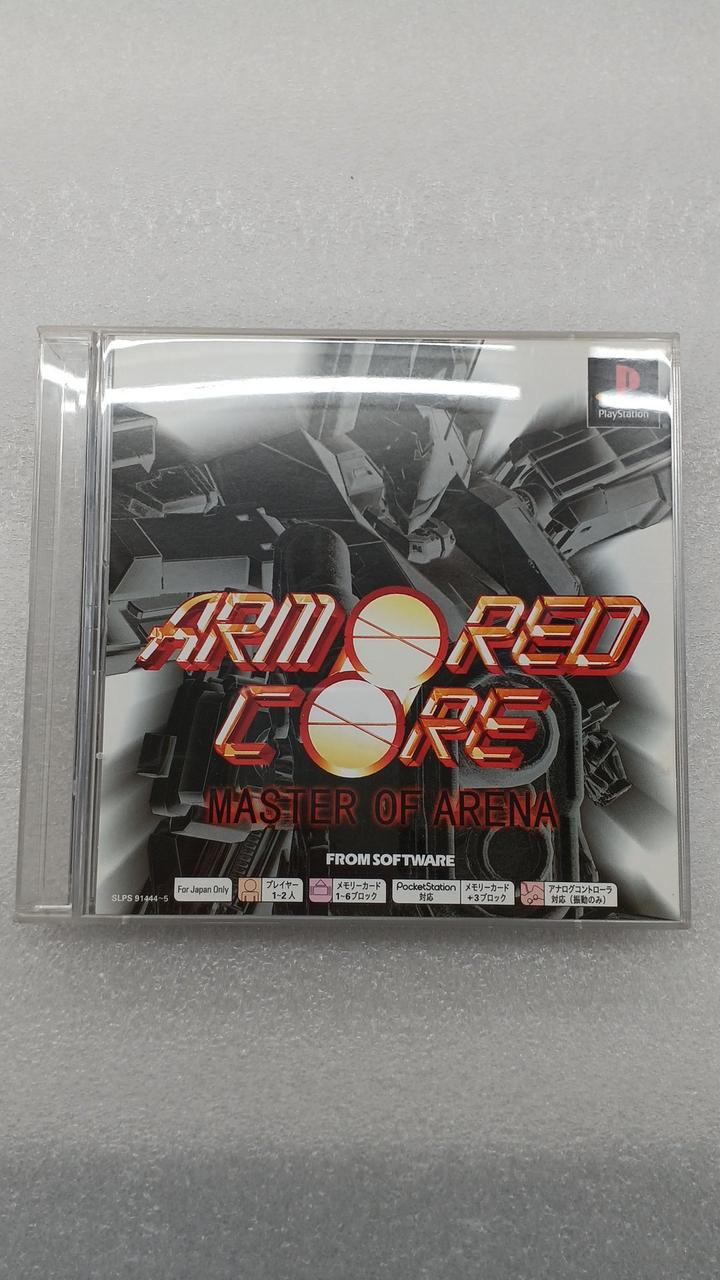 PlayStation
ARMORED
CORE
MASTER OF ARENA
FROM SOFTWARE
SLPS 91444~5
For Japan Only
プレイヤー
1~2人
メモリーカード
1~6ブロック
PocketStation
対応
メモリーカード
+3ブロック
アナログコントローラ
対応(振動のみ)